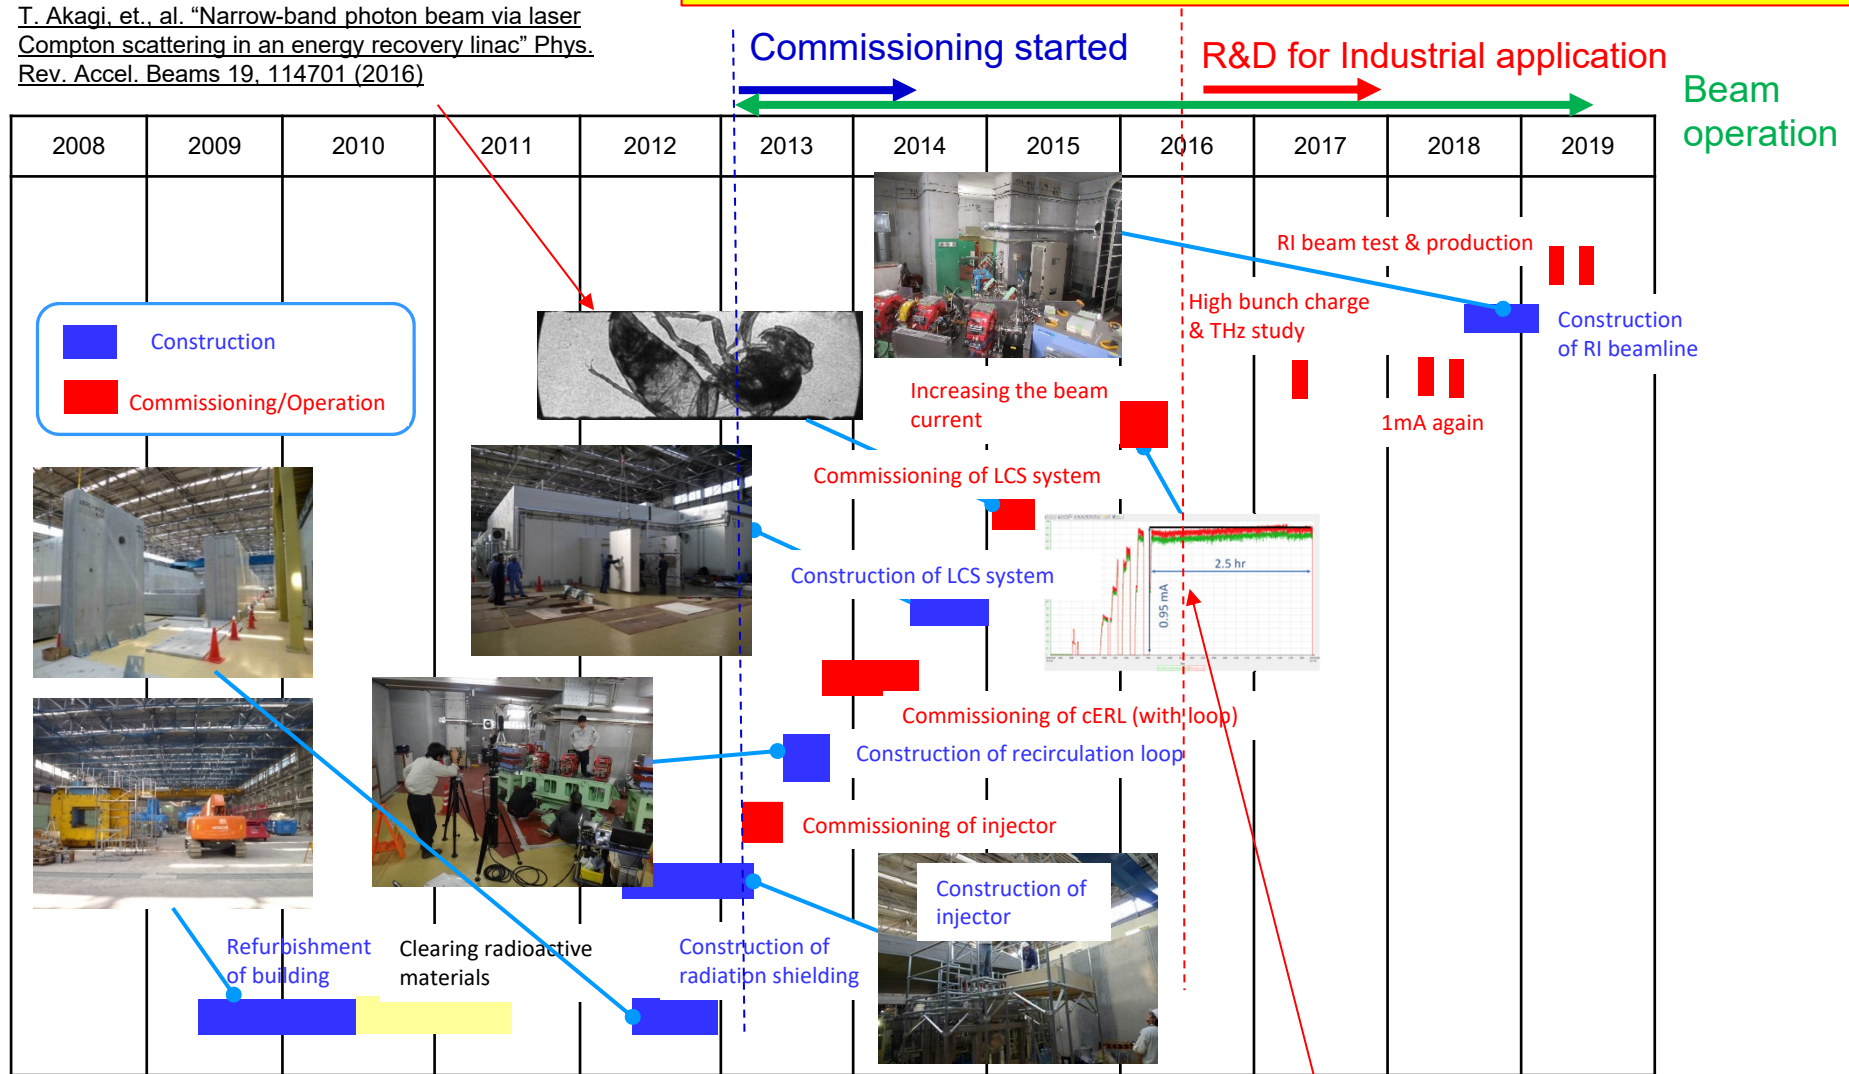 T. Akagi, et., al. “Narrow-band photon beam via laser
Compton scattering in an energy recovery linac” Phys.
Rev. Accel. Beams 19, 114701 (2016)
Commissioning started
R&D for Industrial application
Beam
operation
2008
2009
2010
2011
2012
2013
2014
2015
2016
2017
2018
2019
Construction
Commissioning/Operation
RI beam test & production
High bunch charge
& THz study
Construction
of RI beamline
1mA again
Increasing the beam
current
Commissioning of LCS system
Construction of LCS system
2.5 hr
0.95 mA
Commissioning of cERL (with loop)
Construction of recirculation loop
Commissioning of injector
Construction of
injector
Refurbishment
of building
Clearing radioactive
materials
Construction of
radiation shielding